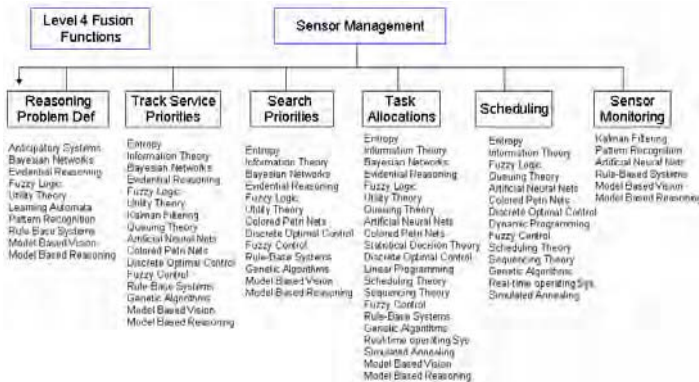 Level 4 Fusion
Functions
Sensor Management
Reasoning
Problem Def
Anticipatory Systems
Bayesian Networks
Evidential Reasoning
Fuzzy Logic
Utility Theory
Learning Automata
Pattern Recognition
Rule-Base Systems
Model Based Vision
Model Based Reasoning
Track Service
Priorities
Entropy
Information Theory
Bayesian Networks
Evidential Reasoning
Fuzzy Logic
Utility Theory
Kalman Filtering
Queuing Theory
Artificial Neural Nets
Colored Petri Nets
Discrete Optimal Control
Fuzzy Control
Rule-Base Systems
Genetic Algorithms
Model Based Vision
Model Based Reasoning
Search
Priorities
Entropy
Information Theory
Bayesian Networks
Evidential Reasoning
Fuzzy Logic
Utility Theory
Colored Petri Nets
Discrete Optimal Control
Fuzzy Control
Rule-Base Systems
Genetic Algorithms
Model Based Vision
Model Based Reasoning
Task
Allocations
Entropy
Information Theory
Bayesian Networks
Evidential Reasoning
Fuzzy Logic
Utility Theory
Queuing Theory
Artificial Neural Nets
Colored Petri Nets
Statistical Decision Theory
Discrete Optimal Control
Linear Programming
Scheduling Theory
Sequencing Theory
Fuzzy Control
Rule-Base Systems
Genetic Algorithms
Real-time operating Sys
Simulated Annealing
Model Based Vision
Model Based Reasoning
Scheduling
Entropy
Information Theory
Fuzzy Logic
Queuing Theory
Artificial Neural Nets
Colored Petri Nets
Discrete Optimal Control
Dynamic Programming
Fuzzy Control
Scheduling Theory
Sequencing Theory
Genetic Algorithms
Real-time operating Sys
Simulated Annealing
Sensor
Monitoring
Kalman Filtering
Pattern Recognition
Artificial Neural Nets
Rule-Based Systems
Model Based Vision
Model Based Reasoning